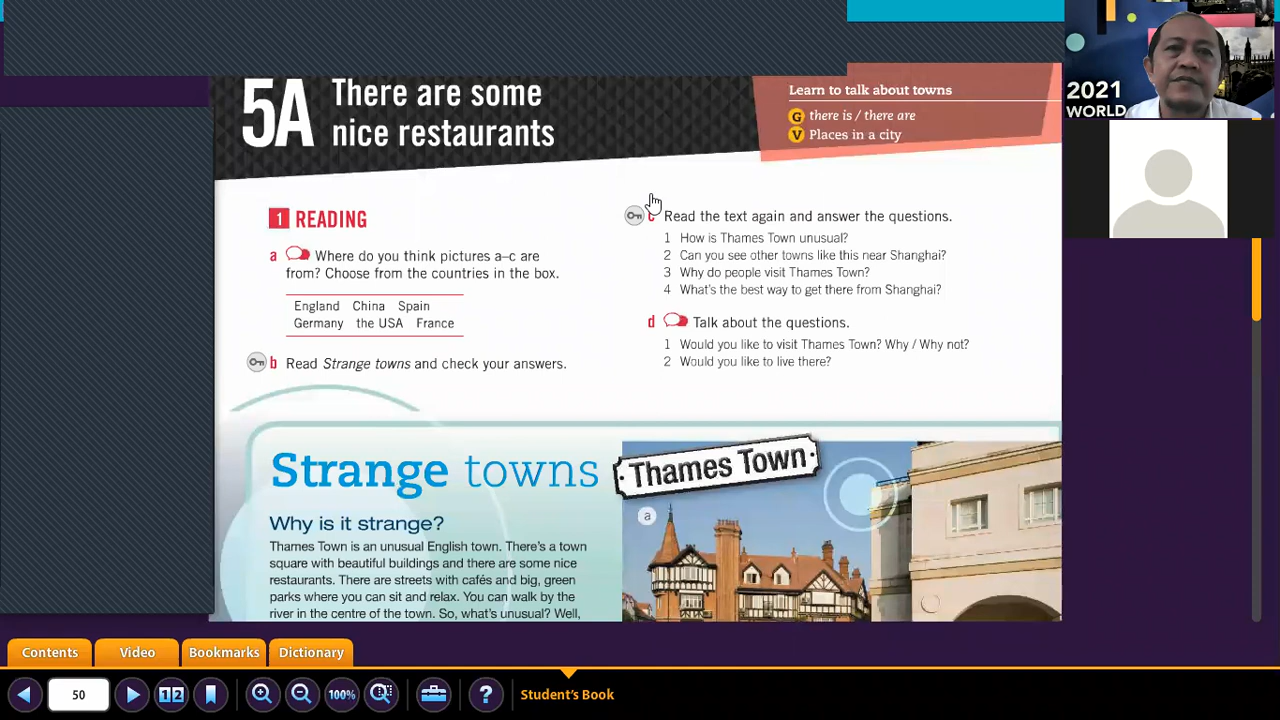 5A
There are some
nice restaurants
Learn to talk about towns
G there is / there are
V Places in a city
1 READING
a Where do you think pictures a–c are
from? Choose from the countries in the box.
England China Spain
Germany the USA France
b Read Strange towns and check your answers.
c Read the text again and answer the questions.
1 How is Thames Town unusual?
2 Can you see other towns like this near Shanghai?
3 Why do people visit Thames Town?
4 What's the best way to get there from Shanghai?
d Talk about the questions.
1 Would you like to visit Thames Town? Why / Why not?
2 Would you like to live there?
Strange towns
Why is it strange?
Thames Town is an unusual English town. There's a town
square with beautiful buildings and there are some nice
restaurants. There are streets with cafés and big, green
parks where you can sit and relax. You can walk by the
river in the centre of the town. So, what's unusual? Well,
Thames Town
a
2021
WORLD
Contents
Video
Bookmarks
Dictionary
50
1 2
100%
?
Student's Book